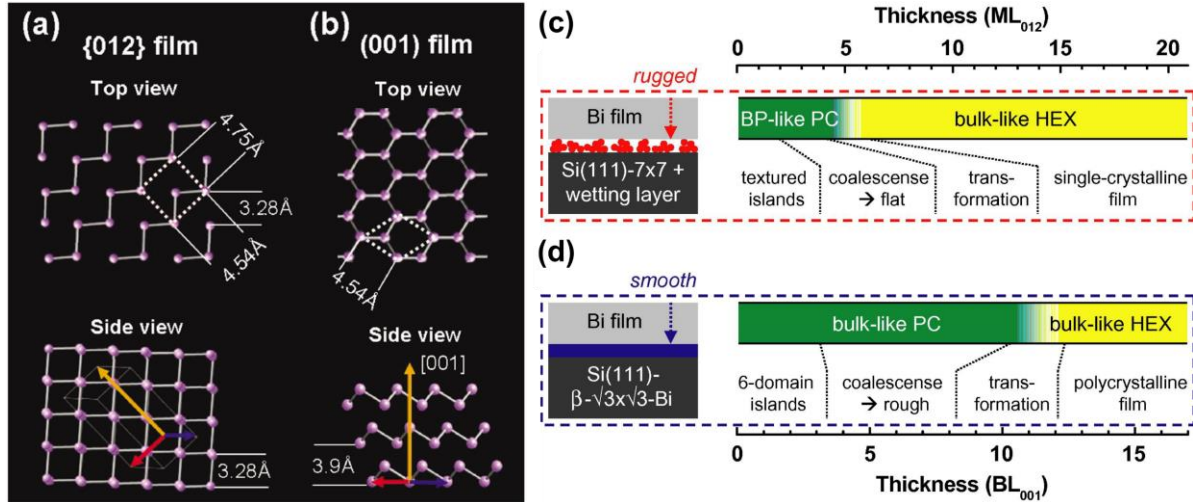 (a)
{012} film
Top view
4.75Å
3.28Å
4.54Å
Side view
3.28Å
(b)
(001) film
Top view
4.54Å
Side view
[001]
3.9Å
(c)
Thickness (ML012)
0 5 10 15 20
rugged
Bi film
Si(111)-7x7 +
wetting layer
BP-like PC
bulk-like HEX
textured
islands
coalescense
→ flat
trans-
formation
single-crystalline
film
(d)
smooth
Bi film
Si(111)-
β-√3x√3-Bi
bulk-like PC
bulk-like HEX
6-domain
islands
coalescense
→ rough
trans-
formation
polycrystalline
film
0 5 10 15
Thickness (BL001)